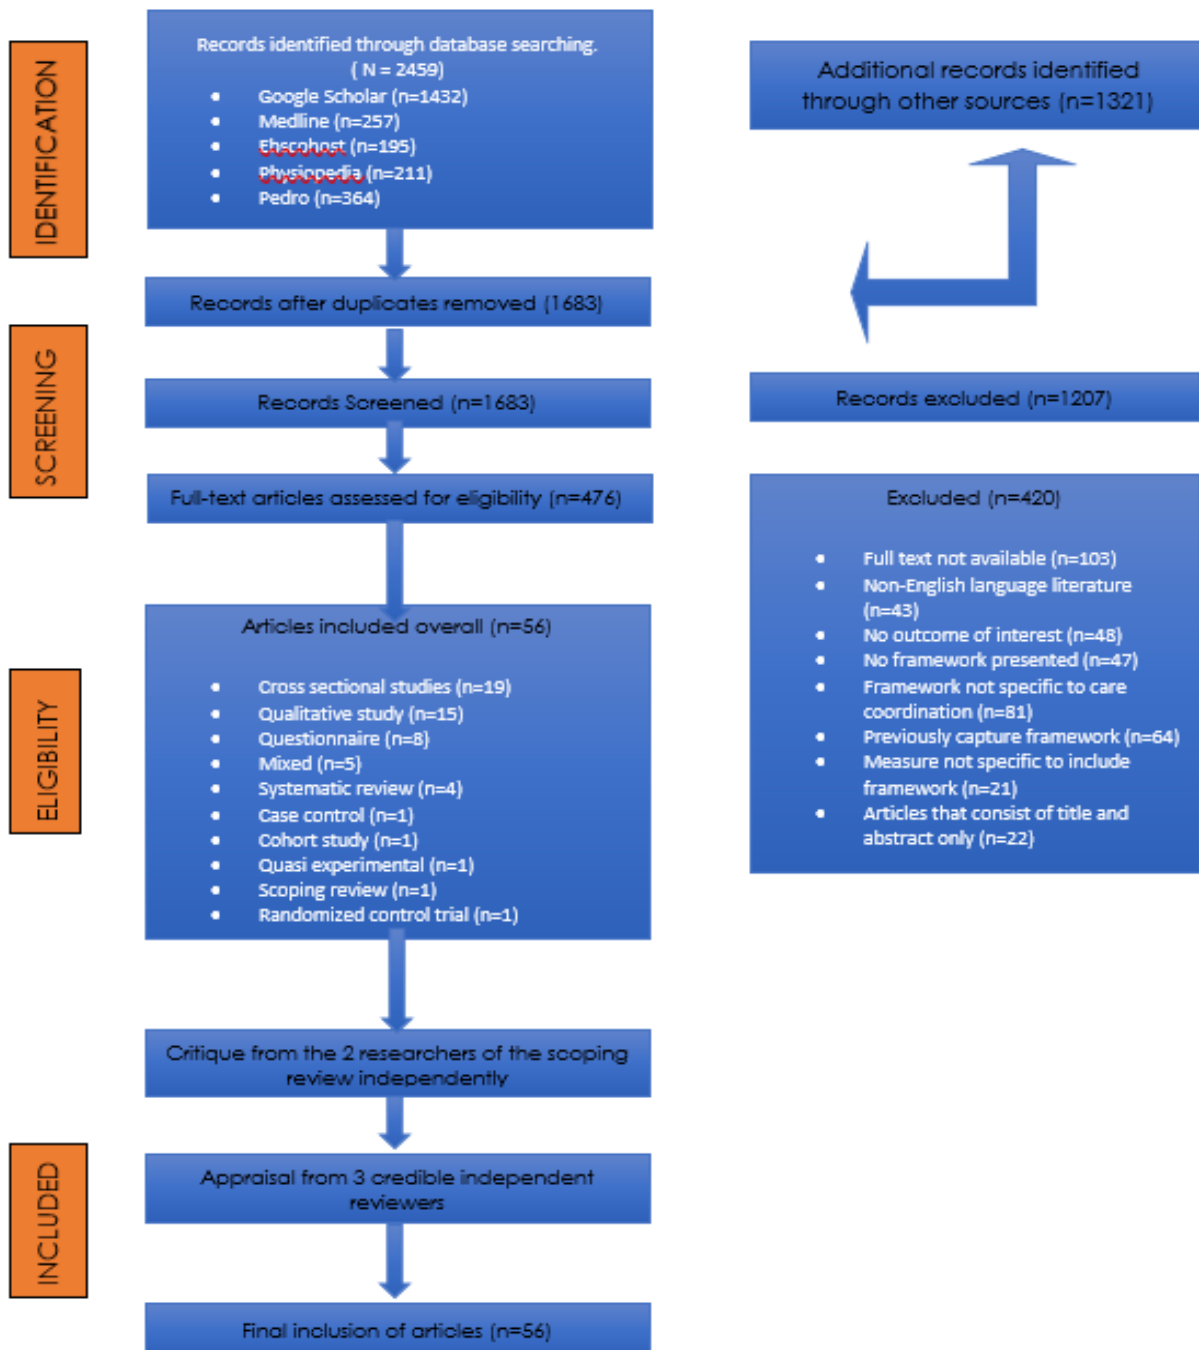 IDENTIFICATION
Records identified through database searching.
( N = 2459)
• Google Scholar (n=1432)
• Medline (n=257)
• Ebscohost (n=195)
• Physiopedia (n=211)
• Pedro (n=364)
Additional records identified
through other sources (n=1321)
Records after duplicates removed (1683)
SCREENING
Records Screened (n=1683)
Records excluded (n=1207)
Full-text articles assessed for eligibility (n=476)
Excluded (n=420)
• Full text not available (n=103)
• Non-English language literature
(n=43)
• No outcome of interest (n=48)
• No framework presented (n=47)
• Framework not specific to care
coordination (n=81)
• Previously capture framework (n=64)
• Measure not specific to include
framework (n=21)
• Articles that consist of title and
abstract only (n=22)
ELIGIBILITY
Articles included overall (n=56)
• Cross sectional studies (n=19)
• Qualitative study (n=15)
• Questionnaire (n=8)
• Mixed (n=5)
• Systematic review (n=4)
• Case control (n=1)
• Cohort study (n=1)
• Quasi experimental (n=1)
• Scoping review (n=1)
• Randomized control trial (n=1)
Critique from the 2 researchers of the scoping
review independently
INCLUDED
Appraisal from 3 credible independent
reviewers
Final inclusion of articles (n=56)